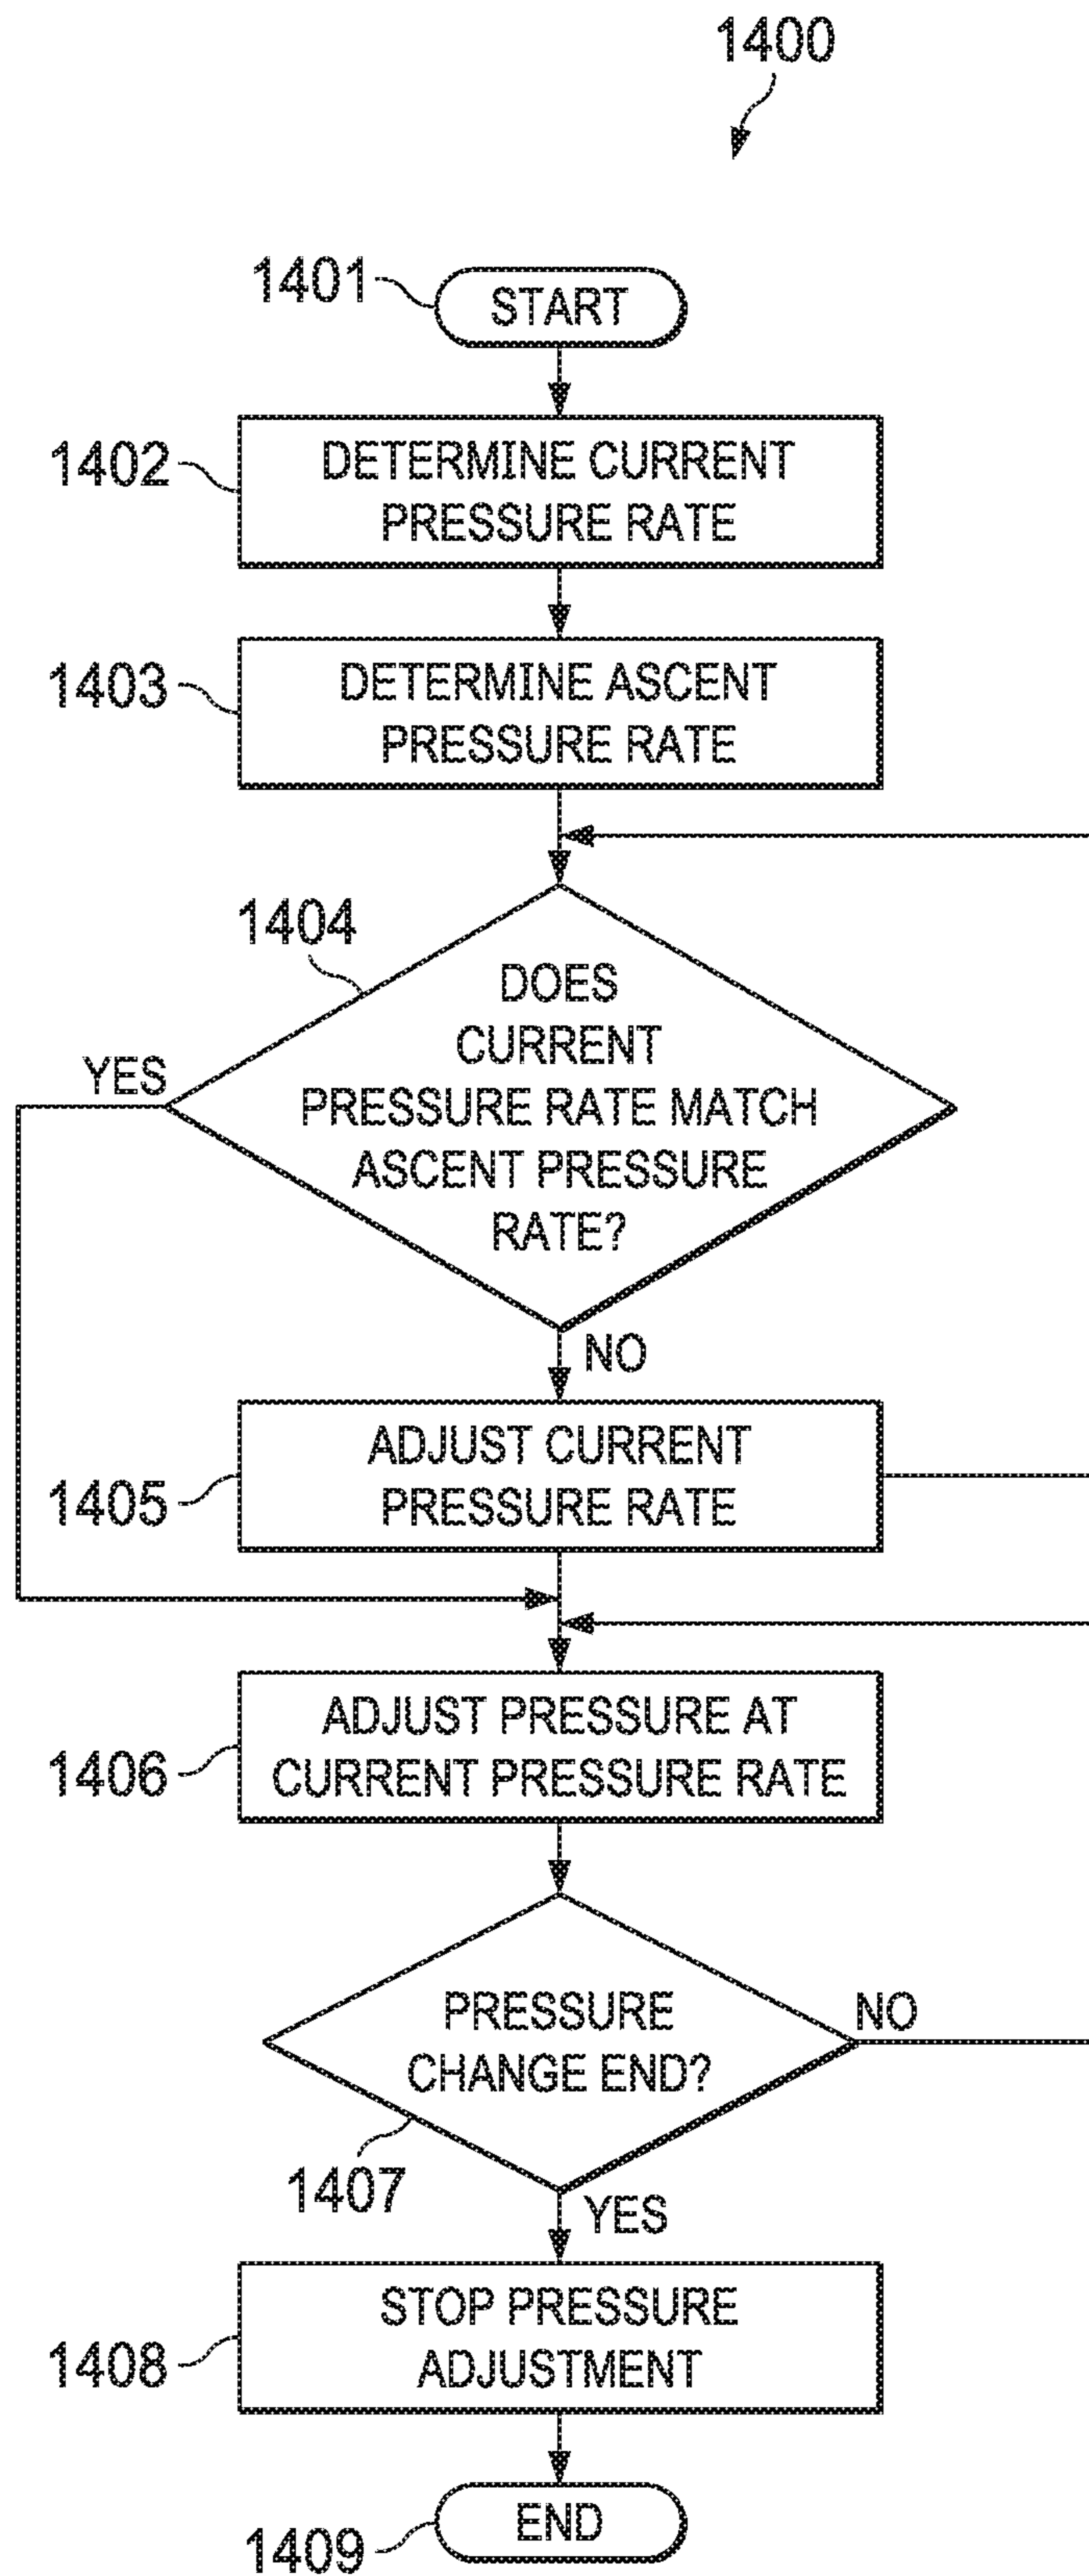 1400
1401
START
1402
DETERMINE CURRENT
PRESSURE RATE
1403
DETERMINE ASCENT
PRESSURE RATE
1404
DOES
CURRENT
PRESSURE RATE MATCH
ASCENT PRESSURE
RATE?
YES
NO
1405
ADJUST CURRENT
PRESSURE RATE
1406
ADJUST PRESSURE AT
CURRENT PRESSURE RATE
PRESSURE
CHANGE END?
NO
1407
YES
1408
STOP PRESSURE
ADJUSTMENT
1409
END